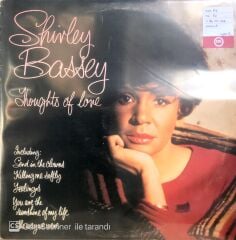 Shirley
Bassey
Thoughts of love
Including:
Send in the clowns
Killing me softly
Feelings
You are the
sunshine of my life
CS
ile tarandı